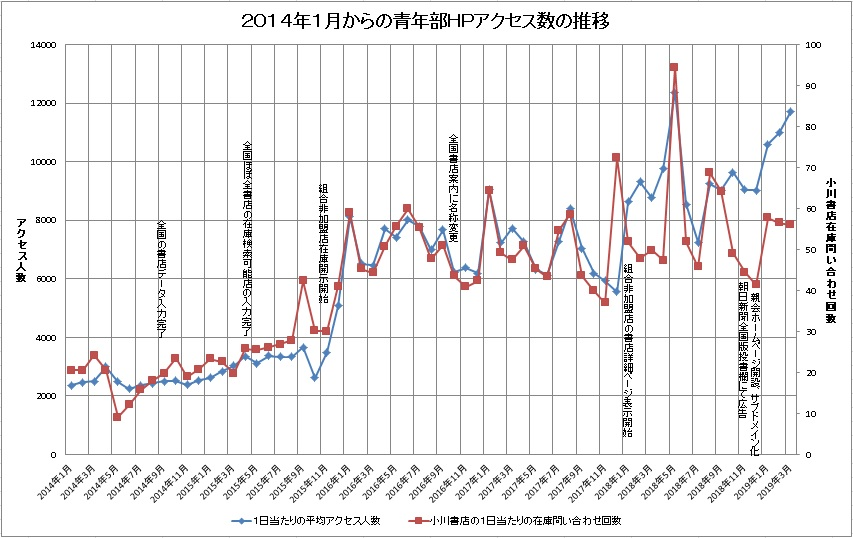 2014年1月からの青年部HPアクセス数の推移
14000
12000
10000
8000
6000
4000
2000
0
アクセス人数
全国の書店データ入力完了
全国ほぼ全書店の在庫検索可能店の入力完了
組合非加盟店在庫開示開始
全国書店案内に名称変更
組合非加盟店の書店詳細ページ表示開始
朝日新聞全国版投書欄にて広告
親会ホームページ開設、サブドメイン化
100
90
80
70
60
50
40
30
20
10
0
小川書店在庫問い合わせ回数
2014年1月
2014年3月
2014年5月
2014年7月
2014年9月
2014年11月
2015年1月
2015年3月
2015年5月
2015年7月
2015年9月
2015年11月
2016年1月
2016年3月
2016年5月
2016年7月
2016年9月
2016年11月
2017年1月
2017年3月
2017年5月
2017年7月
2017年9月
2017年11月
2018年1月
2018年3月
2018年5月
2018年7月
2018年9月
2018年11月
2019年1月
2019年3月
1日当たりの平均アクセス人数
小川書店の1日当たりの在庫問い合わせ回数